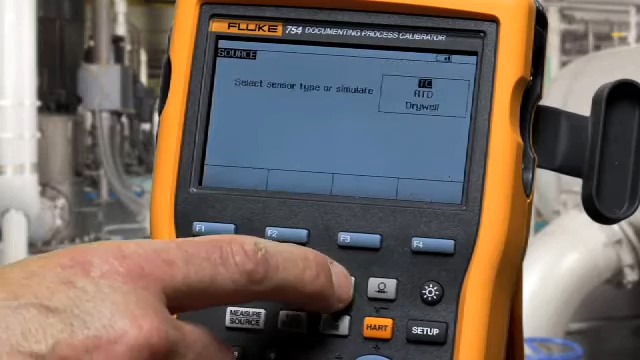 FLUKE 754 DOCUMENTING PROCESS CALIBRATOR
SOURCE
Select sensor type or simulate
TC
RTD
Drywell
F1
F2
F3
F4
MEASURE
SOURCE
HART
SETUP